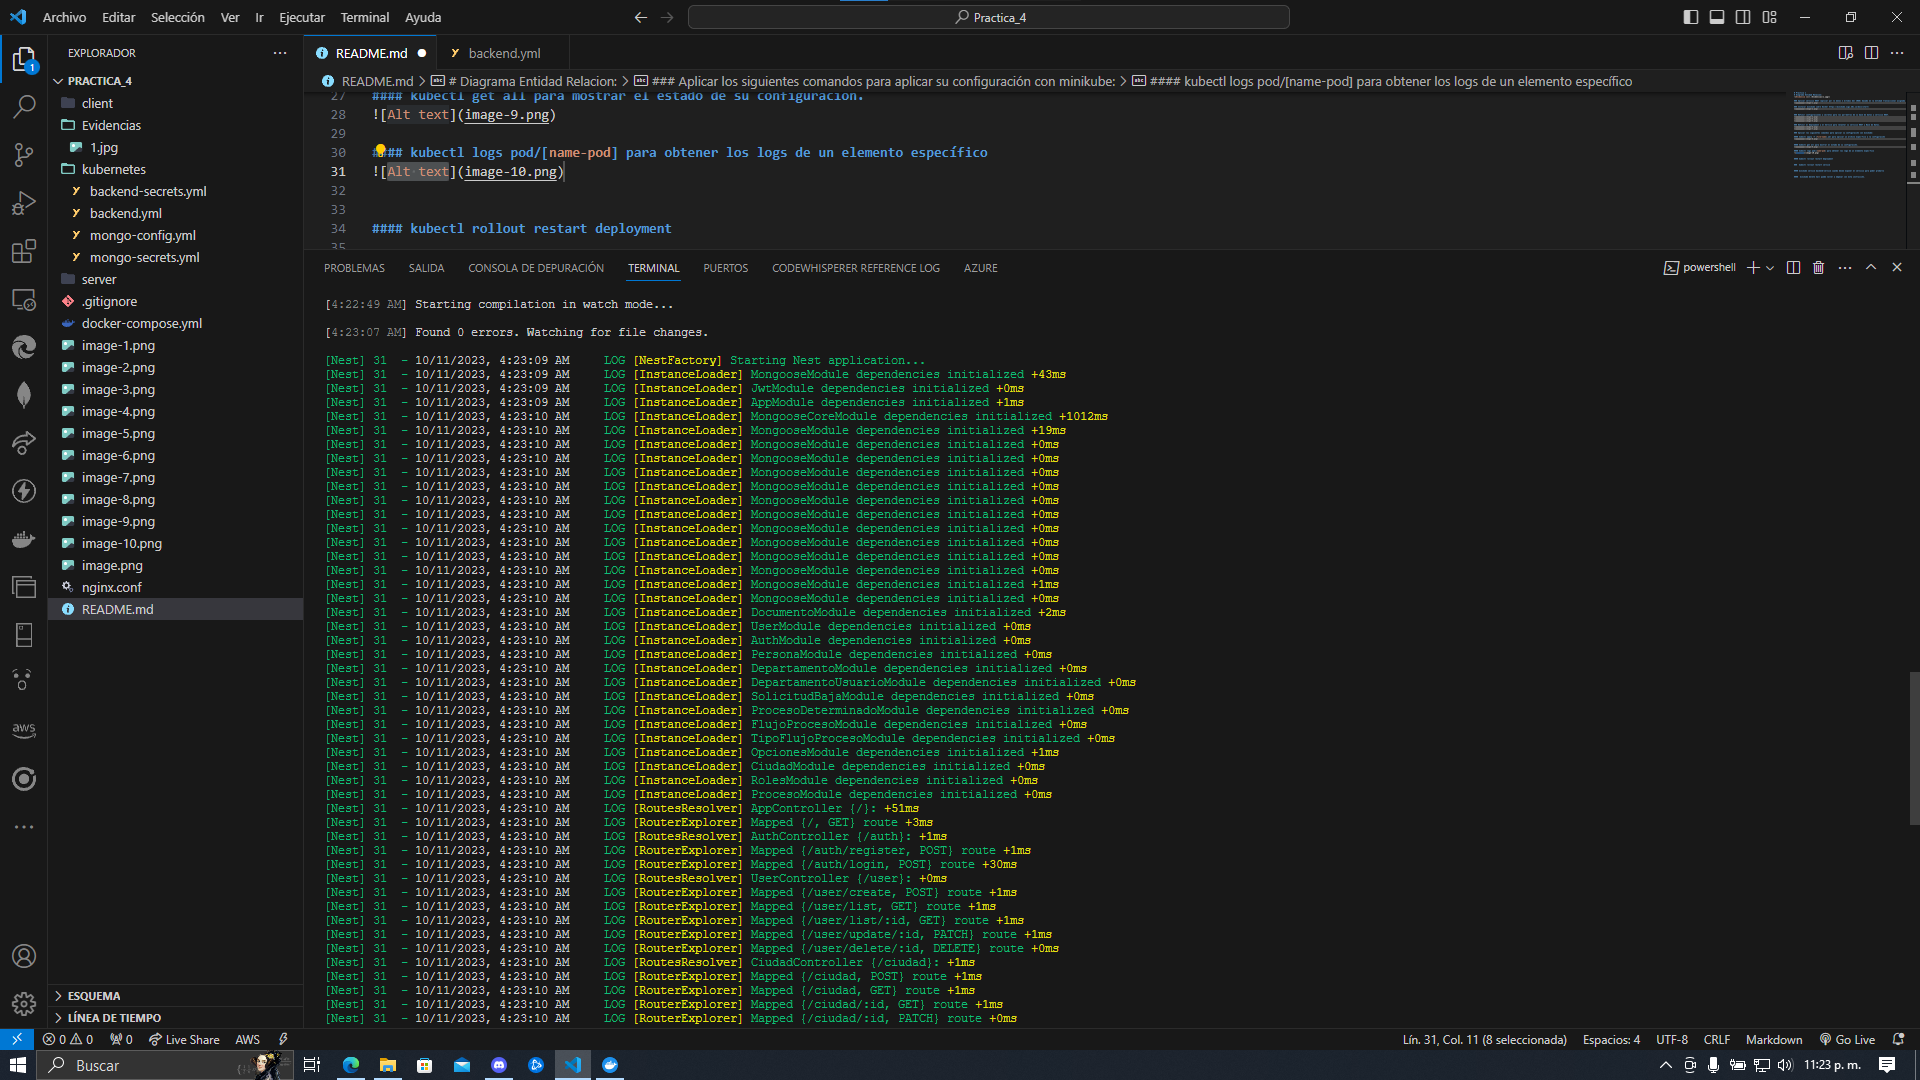 Archivo Editar Selección Ver Ir Ejecutar Terminal Ayuda
Practica_4
EXPLORADOR
PRACTICA_4
client
Evidencias
1.jpg
kubernetes
backend-secrets.yml
backend.yml
mongo-config.yml
mongo-secrets.yml
server
.gitignore
docker-compose.yml
image-1.png
image-2.png
image-3.png
image-4.png
image-5.png
image-6.png
image-7.png
image-8.png
image-9.png
image-10.png
image.png
nginx.conf
README.md
ESQUEMA
LÍNEA DE TIEMPO
1
aws
README.md
backend.yml
README.md > # Diagrama Entidad Relacion: > ### Aplicar los siguientes comandos para aplicar su configuración con minikube: > #### kubectl logs pod/[name-pod] para obtener los logs de un elemento específico
27 #### kubectl get all para mostrar el estado de su configuracion.
28 ![Alt text](image-9.png)
29
30 #### kubectl logs pod/[name-pod] para obtener los logs de un elemento específico
31 ![Alt text](image-10.png)
32
33
34 #### kubectl rollout restart deployment
35
PROBLEMAS SALIDA CONSOLA DE DEPURACIÓN TERMINAL PUERTOS CODEWHISPERER REFERENCE LOG AZURE
powershell
[4:22:49 AM] Starting compilation in watch mode...
[4:23:07 AM] Found 0 errors. Watching for file changes.
[Nest] 31 - 10/11/2023, 4:23:09 AM LOG [NestFactory] Starting Nest application...
[Nest] 31 - 10/11/2023, 4:23:09 AM LOG [InstanceLoader] MongooseModule dependencies initialized +43ms
[Nest] 31 - 10/11/2023, 4:23:09 AM LOG [InstanceLoader] JwtModule dependencies initialized +0ms
[Nest] 31 - 10/11/2023, 4:23:09 AM LOG [InstanceLoader] AppModule dependencies initialized +1ms
[Nest] 31 - 10/11/2023, 4:23:10 AM LOG [InstanceLoader] MongooseCoreModule dependencies initialized +1012ms
[Nest] 31 - 10/11/2023, 4:23:10 AM LOG [InstanceLoader] MongooseModule dependencies initialized +19ms
[Nest] 31 - 10/11/2023, 4:23:10 AM LOG [InstanceLoader] MongooseModule dependencies initialized +0ms
[Nest] 31 - 10/11/2023, 4:23:10 AM LOG [InstanceLoader] MongooseModule dependencies initialized +0ms
[Nest] 31 - 10/11/2023, 4:23:10 AM LOG [InstanceLoader] MongooseModule dependencies initialized +0ms
[Nest] 31 - 10/11/2023, 4:23:10 AM LOG [InstanceLoader] MongooseModule dependencies initialized +0ms
[Nest] 31 - 10/11/2023, 4:23:10 AM LOG [InstanceLoader] MongooseModule dependencies initialized +0ms
[Nest] 31 - 10/11/2023, 4:23:10 AM LOG [InstanceLoader] MongooseModule dependencies initialized +0ms
[Nest] 31 - 10/11/2023, 4:23:10 AM LOG [InstanceLoader] MongooseModule dependencies initialized +0ms
[Nest] 31 - 10/11/2023, 4:23:10 AM LOG [InstanceLoader] MongooseModule dependencies initialized +0ms
[Nest] 31 - 10/11/2023, 4:23:10 AM LOG [InstanceLoader] MongooseModule dependencies initialized +0ms
[Nest] 31 - 10/11/2023, 4:23:10 AM LOG [InstanceLoader] MongooseModule dependencies initialized +0ms
[Nest] 31 - 10/11/2023, 4:23:10 AM LOG [InstanceLoader] MongooseModule dependencies initialized +1ms
[Nest] 31 - 10/11/2023, 4:23:10 AM LOG [InstanceLoader] MongooseModule dependencies initialized +0ms
[Nest] 31 - 10/11/2023, 4:23:10 AM LOG [InstanceLoader] DocumentoModule dependencies initialized +2ms
[Nest] 31 - 10/11/2023, 4:23:10 AM LOG [InstanceLoader] UserModule dependencies initialized +0ms
[Nest] 31 - 10/11/2023, 4:23:10 AM LOG [InstanceLoader] AuthModule dependencies initialized +0ms
[Nest] 31 - 10/11/2023, 4:23:10 AM LOG [InstanceLoader] PersonaModule dependencies initialized +0ms
[Nest] 31 - 10/11/2023, 4:23:10 AM LOG [InstanceLoader] DepartamentoModule dependencies initialized +0ms
[Nest] 31 - 10/11/2023, 4:23:10 AM LOG [InstanceLoader] DepartamentoUsuarioModule dependencies initialized +0ms
[Nest] 31 - 10/11/2023, 4:23:10 AM LOG [InstanceLoader] SolicitudBajaModule dependencies initialized +0ms
[Nest] 31 - 10/11/2023, 4:23:10 AM LOG [InstanceLoader] ProcesoDeterminadoModule dependencies initialized +0ms
[Nest] 31 - 10/11/2023, 4:23:10 AM LOG [InstanceLoader] FlujoProcesoModule dependencies initialized +0ms
[Nest] 31 - 10/11/2023, 4:23:10 AM LOG [InstanceLoader] TipoFlujoProcesoModule dependencies initialized +0ms
[Nest] 31 - 10/11/2023, 4:23:10 AM LOG [InstanceLoader] OpcionesModule dependencies initialized +1ms
[Nest] 31 - 10/11/2023, 4:23:10 AM LOG [InstanceLoader] CiudadModule dependencies initialized +0ms
[Nest] 31 - 10/11/2023, 4:23:10 AM LOG [InstanceLoader] RolesModule dependencies initialized +0ms
[Nest] 31 - 10/11/2023, 4:23:10 AM LOG [InstanceLoader] ProcesoModule dependencies initialized +0ms
[Nest] 31 - 10/11/2023, 4:23:10 AM LOG [RoutesResolver] AppController {/}: +51ms
[Nest] 31 - 10/11/2023, 4:23:10 AM LOG [RouterExplorer] Mapped {/, GET} route +3ms
[Nest] 31 - 10/11/2023, 4:23:10 AM LOG [RoutesResolver] AuthController {/auth}: +1ms
[Nest] 31 - 10/11/2023, 4:23:10 AM LOG [RouterExplorer] Mapped {/auth/register, POST} route +1ms
[Nest] 31 - 10/11/2023, 4:23:10 AM LOG [RouterExplorer] Mapped {/auth/login, POST} route +30ms
[Nest] 31 - 10/11/2023, 4:23:10 AM LOG [RoutesResolver] UserController {/user}: +0ms
[Nest] 31 - 10/11/2023, 4:23:10 AM LOG [RouterExplorer] Mapped {/user/create, POST} route +1ms
[Nest] 31 - 10/11/2023, 4:23:10 AM LOG [RouterExplorer] Mapped {/user/list, GET} route +1ms
[Nest] 31 - 10/11/2023, 4:23:10 AM LOG [RouterExplorer] Mapped {/user/list/:id, GET} route +1ms
[Nest] 31 - 10/11/2023, 4:23:10 AM LOG [RouterExplorer] Mapped {/user/update/:id, PATCH} route +1ms
[Nest] 31 - 10/11/2023, 4:23:10 AM LOG [RouterExplorer] Mapped {/user/delete/:id, DELETE} route +0ms
[Nest] 31 - 10/11/2023, 4:23:10 AM LOG [RoutesResolver] CiudadController {/ciudad}: +1ms
[Nest] 31 - 10/11/2023, 4:23:10 AM LOG [RouterExplorer] Mapped {/ciudad, POST} route +1ms
[Nest] 31 - 10/11/2023, 4:23:10 AM LOG [RouterExplorer] Mapped {/ciudad, GET} route +1ms
[Nest] 31 - 10/11/2023, 4:23:10 AM LOG [RouterExplorer] Mapped {/ciudad/:id, GET} route +1ms
[Nest] 31 - 10/11/2023, 4:23:10 AM LOG [RouterExplorer] Mapped {/ciudad/:id, PATCH} route +0ms
0 0 0 Live Share AWS
Lín. 31, Col. 11 (8 seleccionada) Espacios: 4 UTF-8 CRLF Markdown Go Live
Buscar
11:23 p. m.